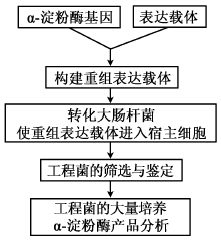 α-淀粉酶基因 表达载体
构建重组表达载体
转化大肠杆菌
使重组表达载体进入宿主细胞
工程菌的筛选与鉴定
工程菌的大量培养
α-淀粉酶产品分析